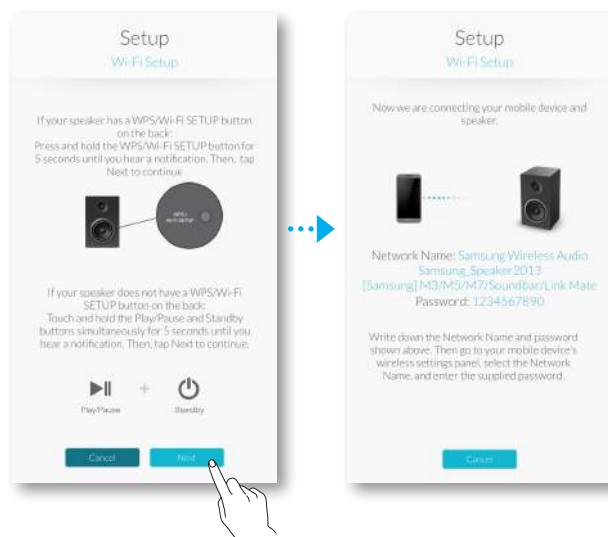 Setup
Wi-Fi Setup
If your speaker has a WPS/Wi-Fi SETUP button
on the back:
Press and hold the WPS/Wi-Fi SETUP button for
5 seconds until you hear a notification. Then, tap
Next to continue
WPS /
Wi-Fi SETUP
If your speaker does not have a WPS/Wi-Fi
SETUP button on the back:
Touch and hold the Play/Pause and Standby
buttons simultaneously for 5 seconds until you
hear a notification. Then, tap Next to continue.
+
Play/Pause Standby
Cancel Next
Setup
Wi-Fi Setup
Now we are connecting your mobile device and
speaker.
Network Name: Samsung Wireless Audio
Samsung_Speaker2013
[Samsung] M3/M5/M7/Soundbar/Link Mate
Password: 1234567890
Write down the Network Name and password
shown above. Then go to your mobile device's
wireless settings panel, select the Network
Name, and enter the supplied password.
Cancel